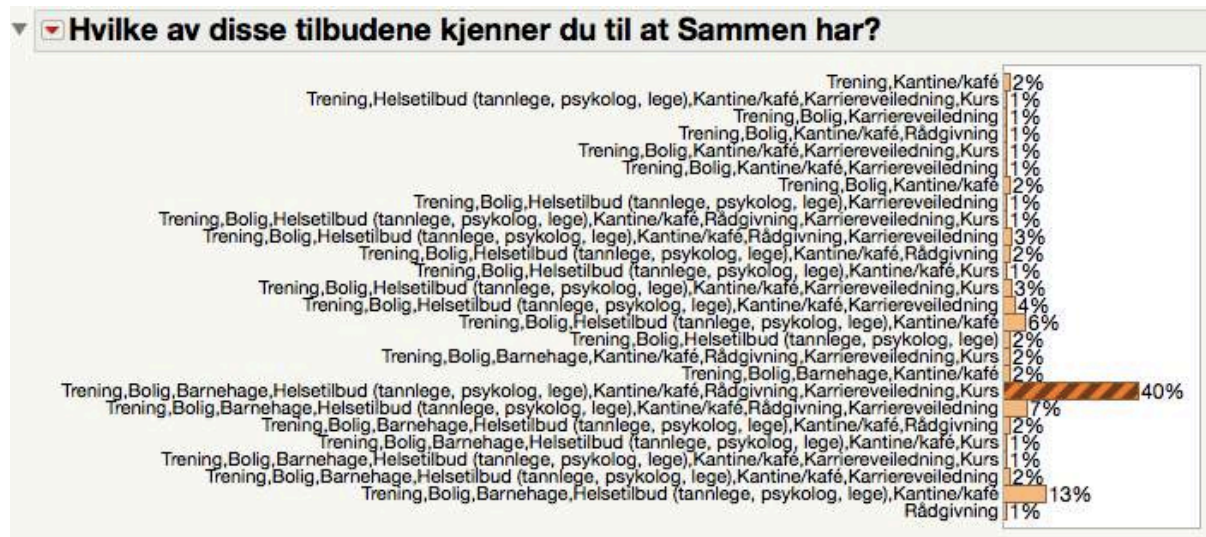 Hvilke av disse tilbudene kjenner du til at Sammen har?
Trening,Kantine/kafé 2%
Trening,Helsetilbud (tannlege, psykolog, lege),Kantine/kafé,Karriereveiledning,Kurs 1%
Trening,Bolig,Karriereveiledning 1%
Trening,Bolig,Kantine/kafé,Rådgivning 1%
Trening,Bolig,Kantine/kafé,Karriereveiledning,Kurs 1%
Trening,Bolig,Kantine/kafé,Karriereveiledning 1%
Trening,Bolig,Kantine/kafé 2%
Trening,Bolig,Helsetilbud (tannlege, psykolog, lege),Karriereveiledning 1%
Trening,Bolig,Helsetilbud (tannlege, psykolog, lege),Kantine/kafé,Rådgivning,Karriereveiledning,Kurs 1%
Trening,Bolig,Helsetilbud (tannlege, psykolog, lege),Kantine/kafé,Rådgivning,Karriereveiledning 3%
Trening,Bolig,Helsetilbud (tannlege, psykolog, lege),Kantine/kafé,Rådgivning 2%
Trening,Bolig,Helsetilbud (tannlege, psykolog, lege),Kantine/kafé,Kurs 1%
Trening,Bolig,Helsetilbud (tannlege, psykolog, lege),Kantine/kafé,Karriereveiledning,Kurs 3%
Trening,Bolig,Helsetilbud (tannlege, psykolog, lege),Kantine/kafé,Karriereveiledning 4%
Trening,Bolig,Helsetilbud (tannlege, psykolog, lege),Kantine/kafé 6%
Trening,Bolig,Helsetilbud (tannlege, psykolog, lege) 2%
Trening,Bolig,Barnehage,Kantine/kafé,Rådgivning,Karriereveiledning,Kurs 2%
Trening,Bolig,Barnehage,Kantine/kafé 2%
Trening,Bolig,Barnehage,Helsetilbud (tannlege, psykolog, lege),Kantine/kafé,Rådgivning,Karriereveiledning,Kurs 40%
Trening,Bolig,Barnehage,Helsetilbud (tannlege, psykolog, lege),Kantine/kafé,Rådgivning,Karriereveiledning 7%
Trening,Bolig,Barnehage,Helsetilbud (tannlege, psykolog, lege),Kantine/kafé,Rådgivning 2%
Trening,Bolig,Barnehage,Helsetilbud (tannlege, psykolog, lege),Kantine/kafé,Kurs 1%
Trening,Bolig,Barnehage,Helsetilbud (tannlege, psykolog, lege),Kantine/kafé,Karriereveiledning,Kurs 1%
Trening,Bolig,Barnehage,Helsetilbud (tannlege, psykolog, lege),Kantine/kafé,Karriereveiledning 2%
Trening,Bolig,Barnehage,Helsetilbud (tannlege, psykolog, lege),Kantine/kafé 13%
Rådgivning 1%